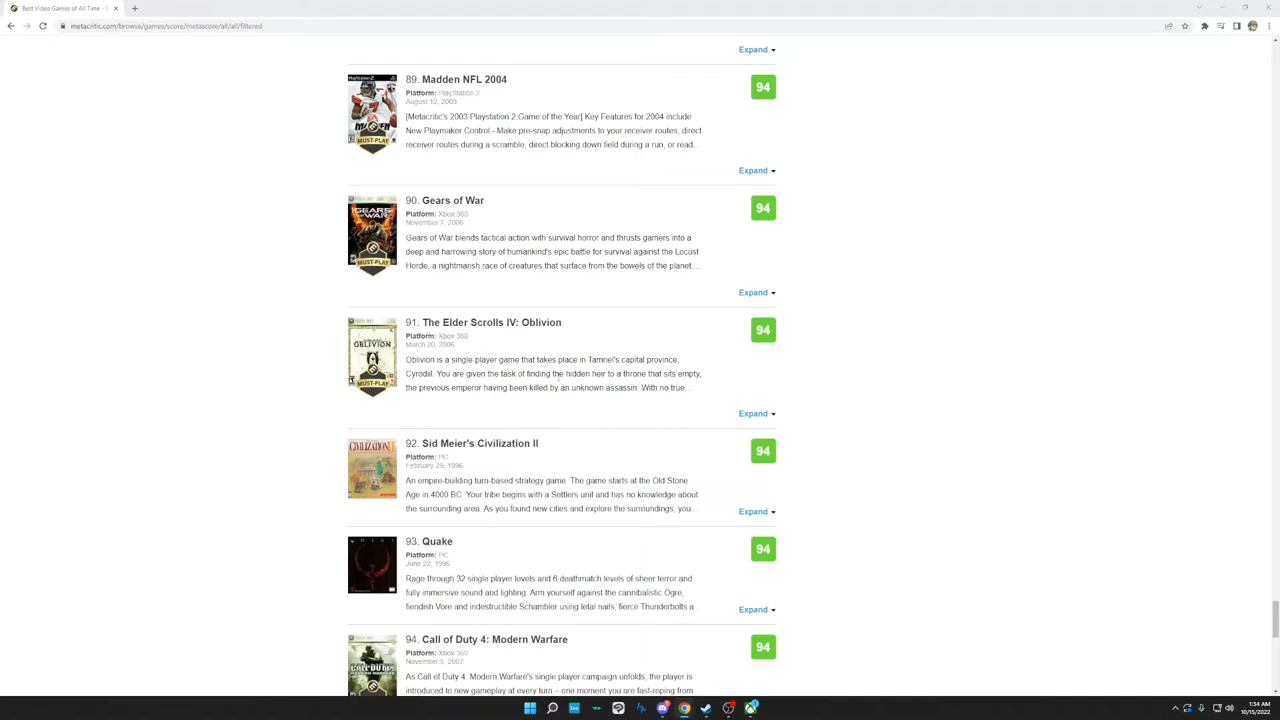 Best Video Games of All Time - M
metacritic.com/browse/games/score/metascore/all/all/filtered
Expand
89. Madden NFL 2004
94
Platform: PlayStation 2
August 12, 2003
[Metacritic's 2003 Playstation 2 Game of the Year] Key Features for 2004 include
New Playmaker Control - Make pre-snap adjustments to your receiver routes, direct
receiver routes during a scramble, direct blocking down field during a run, or read…
MUST-PLAY
Expand
90. Gears of War
94
Platform: Xbox 360
November 7, 2006
GEARS OF WAR
Gears of War blends tactical action with survival horror and thrusts gamers into a
deep and harrowing story of humankind's epic battle for survival against the Locust
Horde, a nightmarish race of creatures that surface from the bowels of the planet.…
MUST-PLAY
Expand
91. The Elder Scrolls IV: Oblivion
94
Platform: Xbox 360
March 20, 2006
OBLIVION
Oblivion is a single-player game that takes place in Tamriel's capital province,
Cyrodiil. You are given the task of finding the hidden heir to a throne that sits empty,
the previous emperor having been killed by an unknown assassin. With no true…
MUST-PLAY
Expand
92. Sid Meier's Civilization II
94
CIVILIZATION II
Platform: PC
February 29, 1996
An empire-building turn-based strategy game. The game starts at the Old Stone
Age in 4000 BC. Your tribe begins with a Settlers unit and has no knowledge about
the surrounding area. As you found new cities and explore the surroundings, you…
Expand
93. Quake
94
Platform: PC
June 22, 1996
Rage through 32 single player levels and 6 deathmatch levels of sheer terror and
fully immersive sound and lighting. Arm yourself against the cannibalistic Ogre,
fiendish Vore and indestructible Schambler using letal nails, fierce Thunderbolts a…
Expand
94. Call of Duty 4: Modern Warfare
94
Platform: Xbox 360
November 5, 2007
CALL OF DUTY
As Call of Duty 4: Modern Warfare's single player campaign unfolds, the player is
introduced to new gameplay at every turn – one moment you are fast-roping from
1:34 AM
10/15/2022